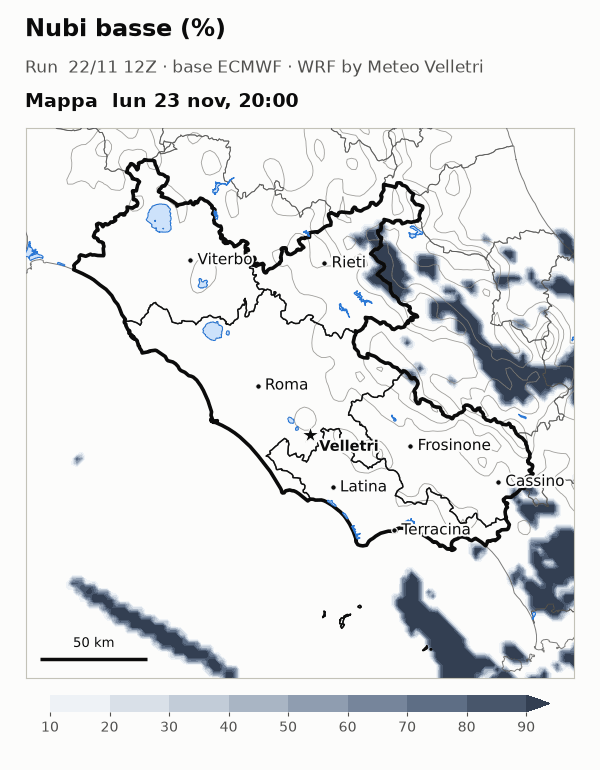 Nubi basse (%)
Run  22/11 12Z · base ECMWF · WRF by Meteo Velletri
Mappa  lun 23 nov, 20:00
Viterbo
Rieti
Roma
Velletri
Frosinone
Latina
Cassino
Terracina
50 km
10 20 30 40 50 60 70 80 90